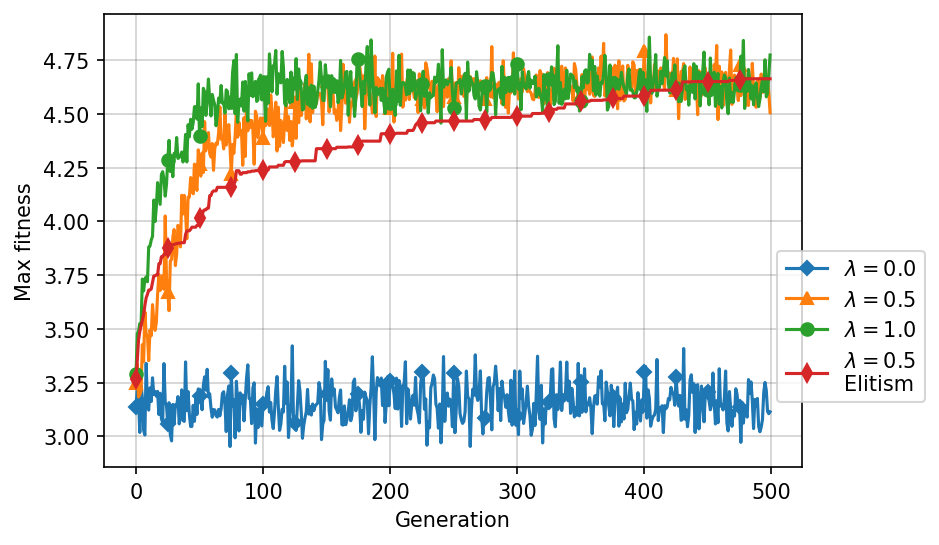 Max fitness
4.75
4.50
4.25
4.00
3.75
3.50
3.25
3.00
0 100 200 300 400 500
Generation
λ = 0.0
λ = 0.5
λ = 1.0
λ = 0.5
Elitism